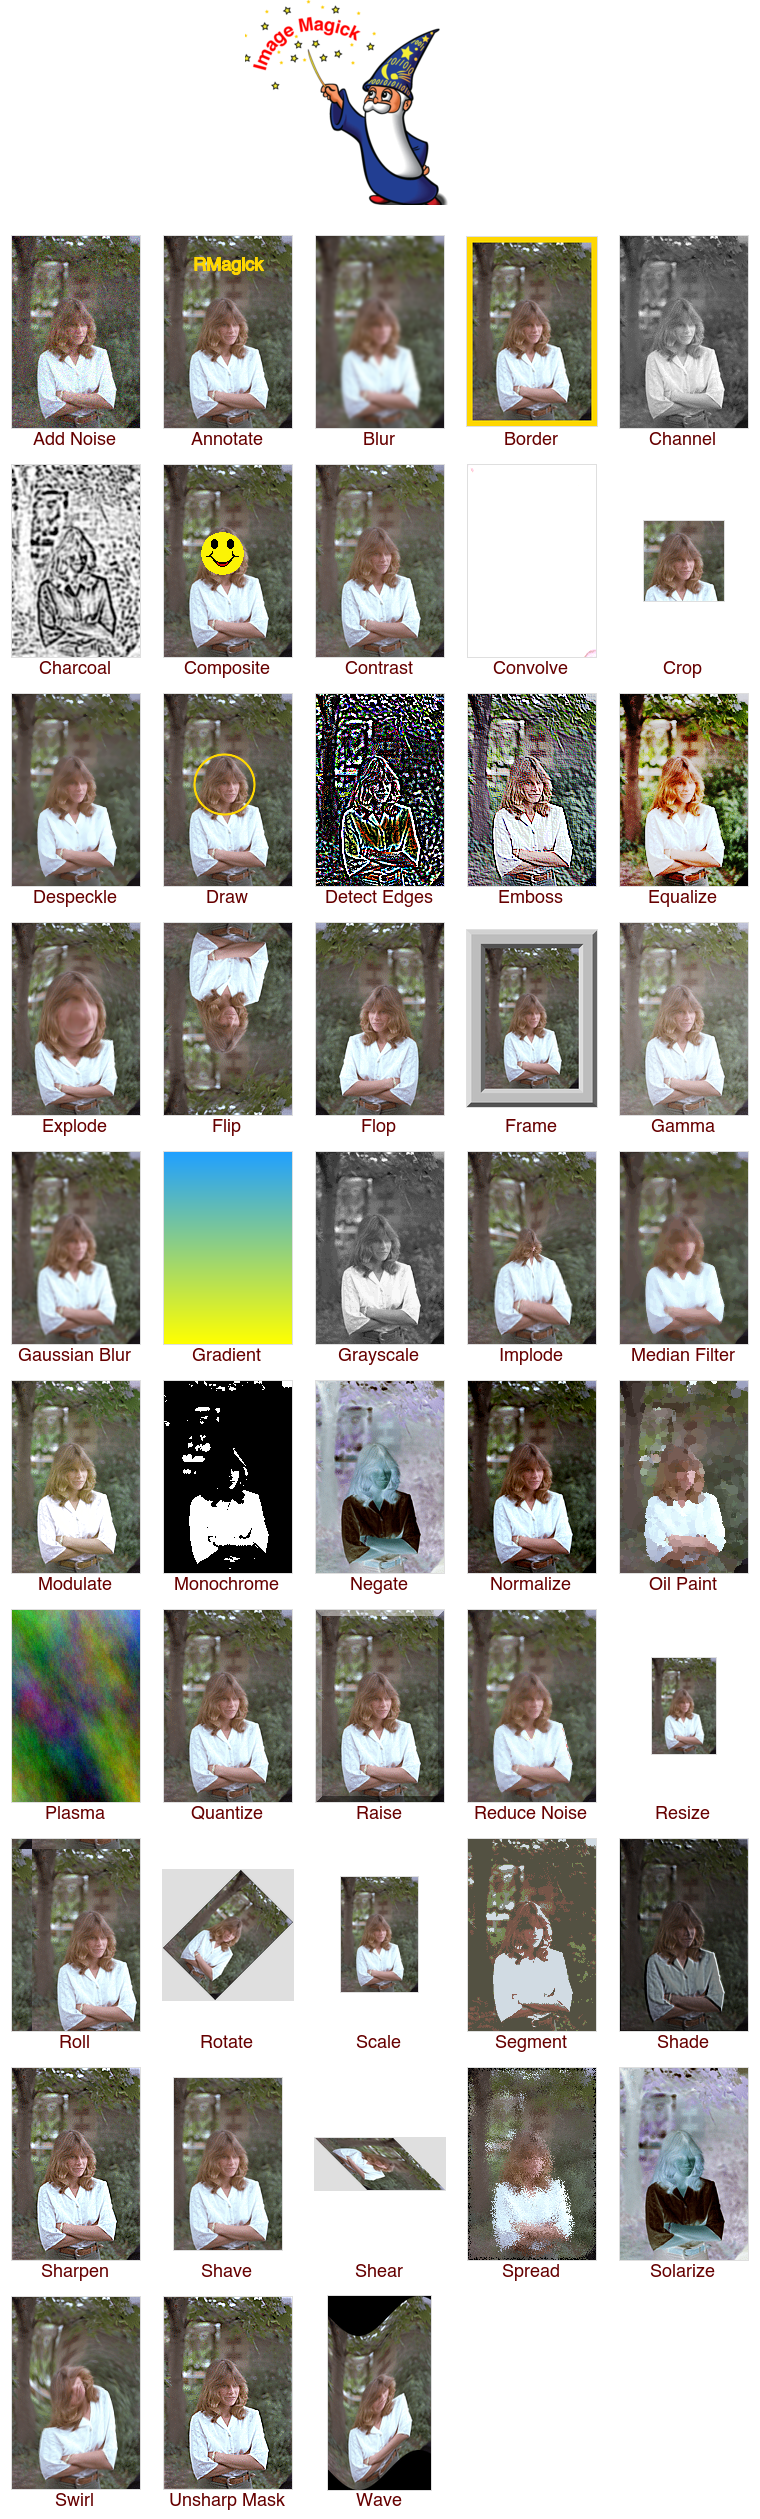 Image Magick
RMagick
Add Noise Annotate Blur Border Channel
Charcoal Composite Contrast Convolve Crop
Despeckle Draw Detect Edges Emboss Equalize
Explode Flip Flop Frame Gamma
Gaussian Blur Gradient Grayscale Implode Median Filter
Modulate Monochrome Negate Normalize Oil Paint
Plasma Quantize Raise Reduce Noise Resize
Roll Rotate Scale Segment Shade
Sharpen Shave Shear Spread Solarize
Swirl Unsharp Mask Wave